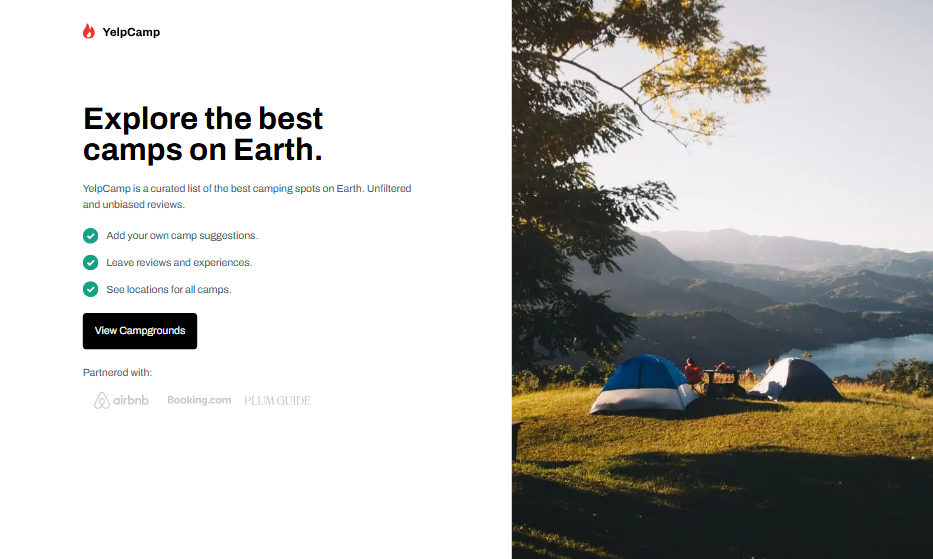 YelpCamp
Explore the best
camps on Earth.
YelpCamp is a curated list of the best camping spots on Earth. Unfiltered
and unbiased reviews.
Add your own camp suggestions.
Leave reviews and experiences.
See locations for all camps.
View Campgrounds
Partnered with:
airbnb Booking.com PLUM GUIDE